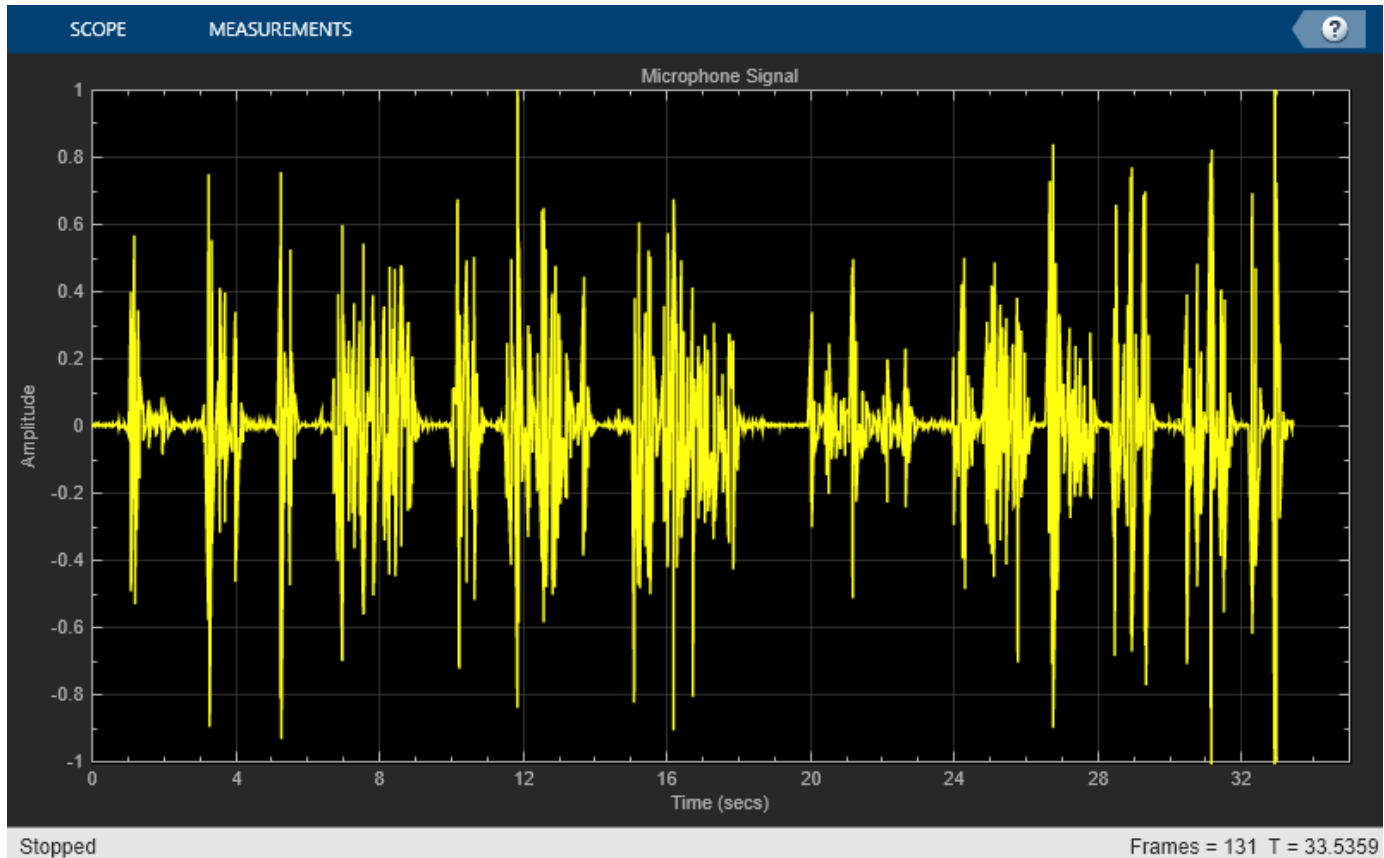 SCOPE MEASUREMENTS ?
Microphone Signal
1
0.8
0.6
0.4
0.2
0
-0.2
-0.4
-0.6
-0.8
-1
Amplitude
0 4 8 12 16 20 24 28 32
Time (secs)
Stopped Frames = 131 T = 33.5359